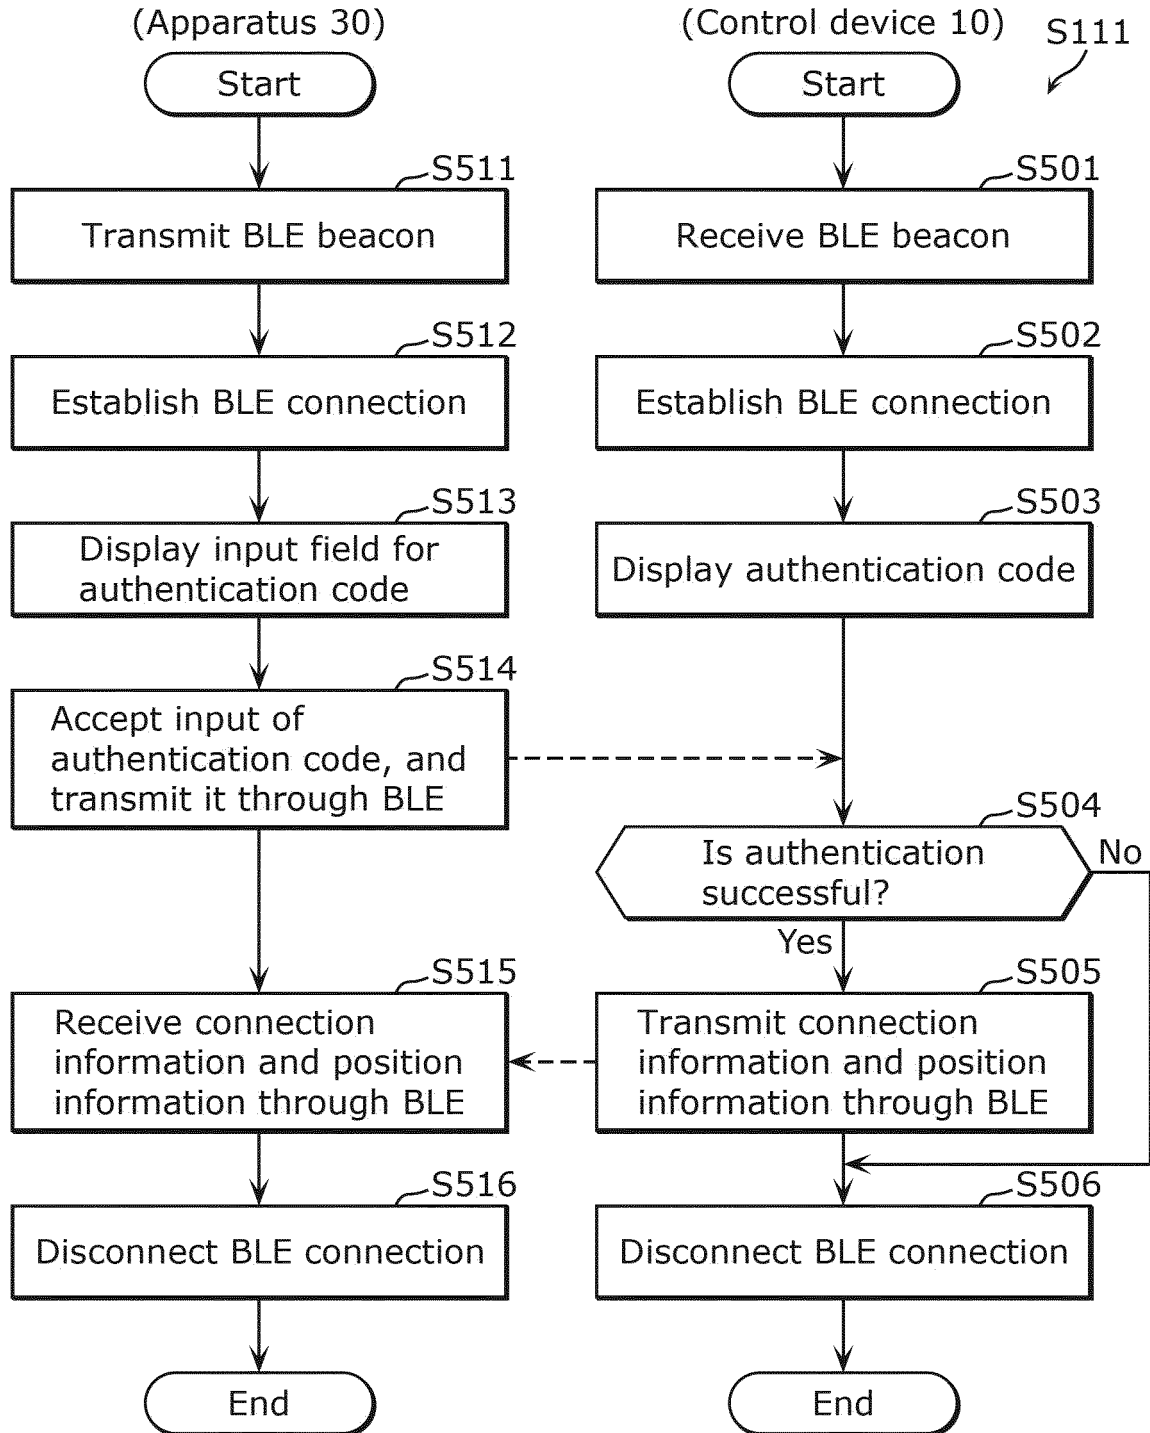 (Apparatus 30)
(Control device 10)
S111
Start
Start
S511
S501
Transmit BLE beacon
Receive BLE beacon
S512
S502
Establish BLE connection
Establish BLE connection
S513
S503
Display input field for
authentication code
Display authentication code
S514
Accept input of
authentication code, and
transmit it through BLE
S504
Is authentication
successful?
No
Yes
S515
S505
Receive connection
information and position
information through BLE
Transmit connection
information and position
information through BLE
S516
S506
Disconnect BLE connection
Disconnect BLE connection
End
End